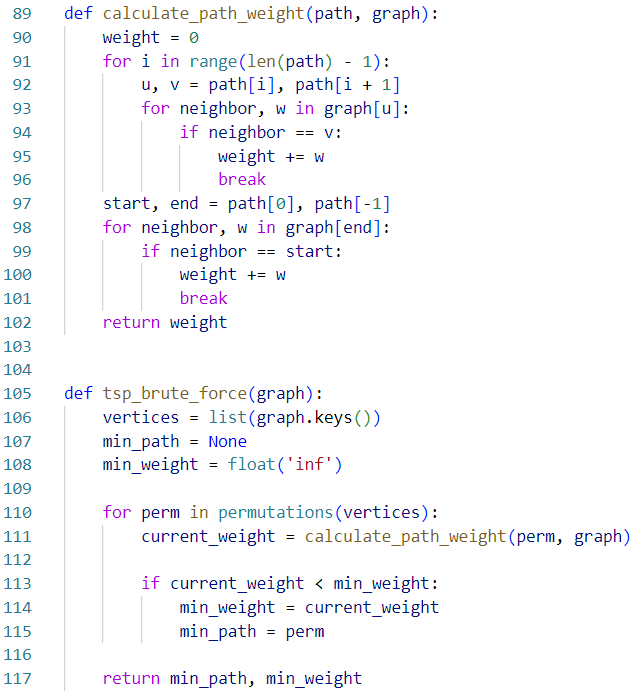 89 def calculate_path_weight(path, graph):
90     weight = 0
91     for i in range(len(path) - 1):
92         u, v = path[i], path[i + 1]
93         for neighbor, w in graph[u]:
94             if neighbor == v:
95                 weight += w
96                 break
97     start, end = path[0], path[-1]
98     for neighbor, w in graph[end]:
99         if neighbor == start:
100             weight += w
101             break
102     return weight
103
104
105 def tsp_brute_force(graph):
106     vertices = list(graph.keys())
107     min_path = None
108     min_weight = float('inf')
109
110     for perm in permutations(vertices):
111         current_weight = calculate_path_weight(perm, graph)
112
113         if current_weight < min_weight:
114             min_weight = current_weight
115             min_path = perm
116
117     return min_path, min_weight